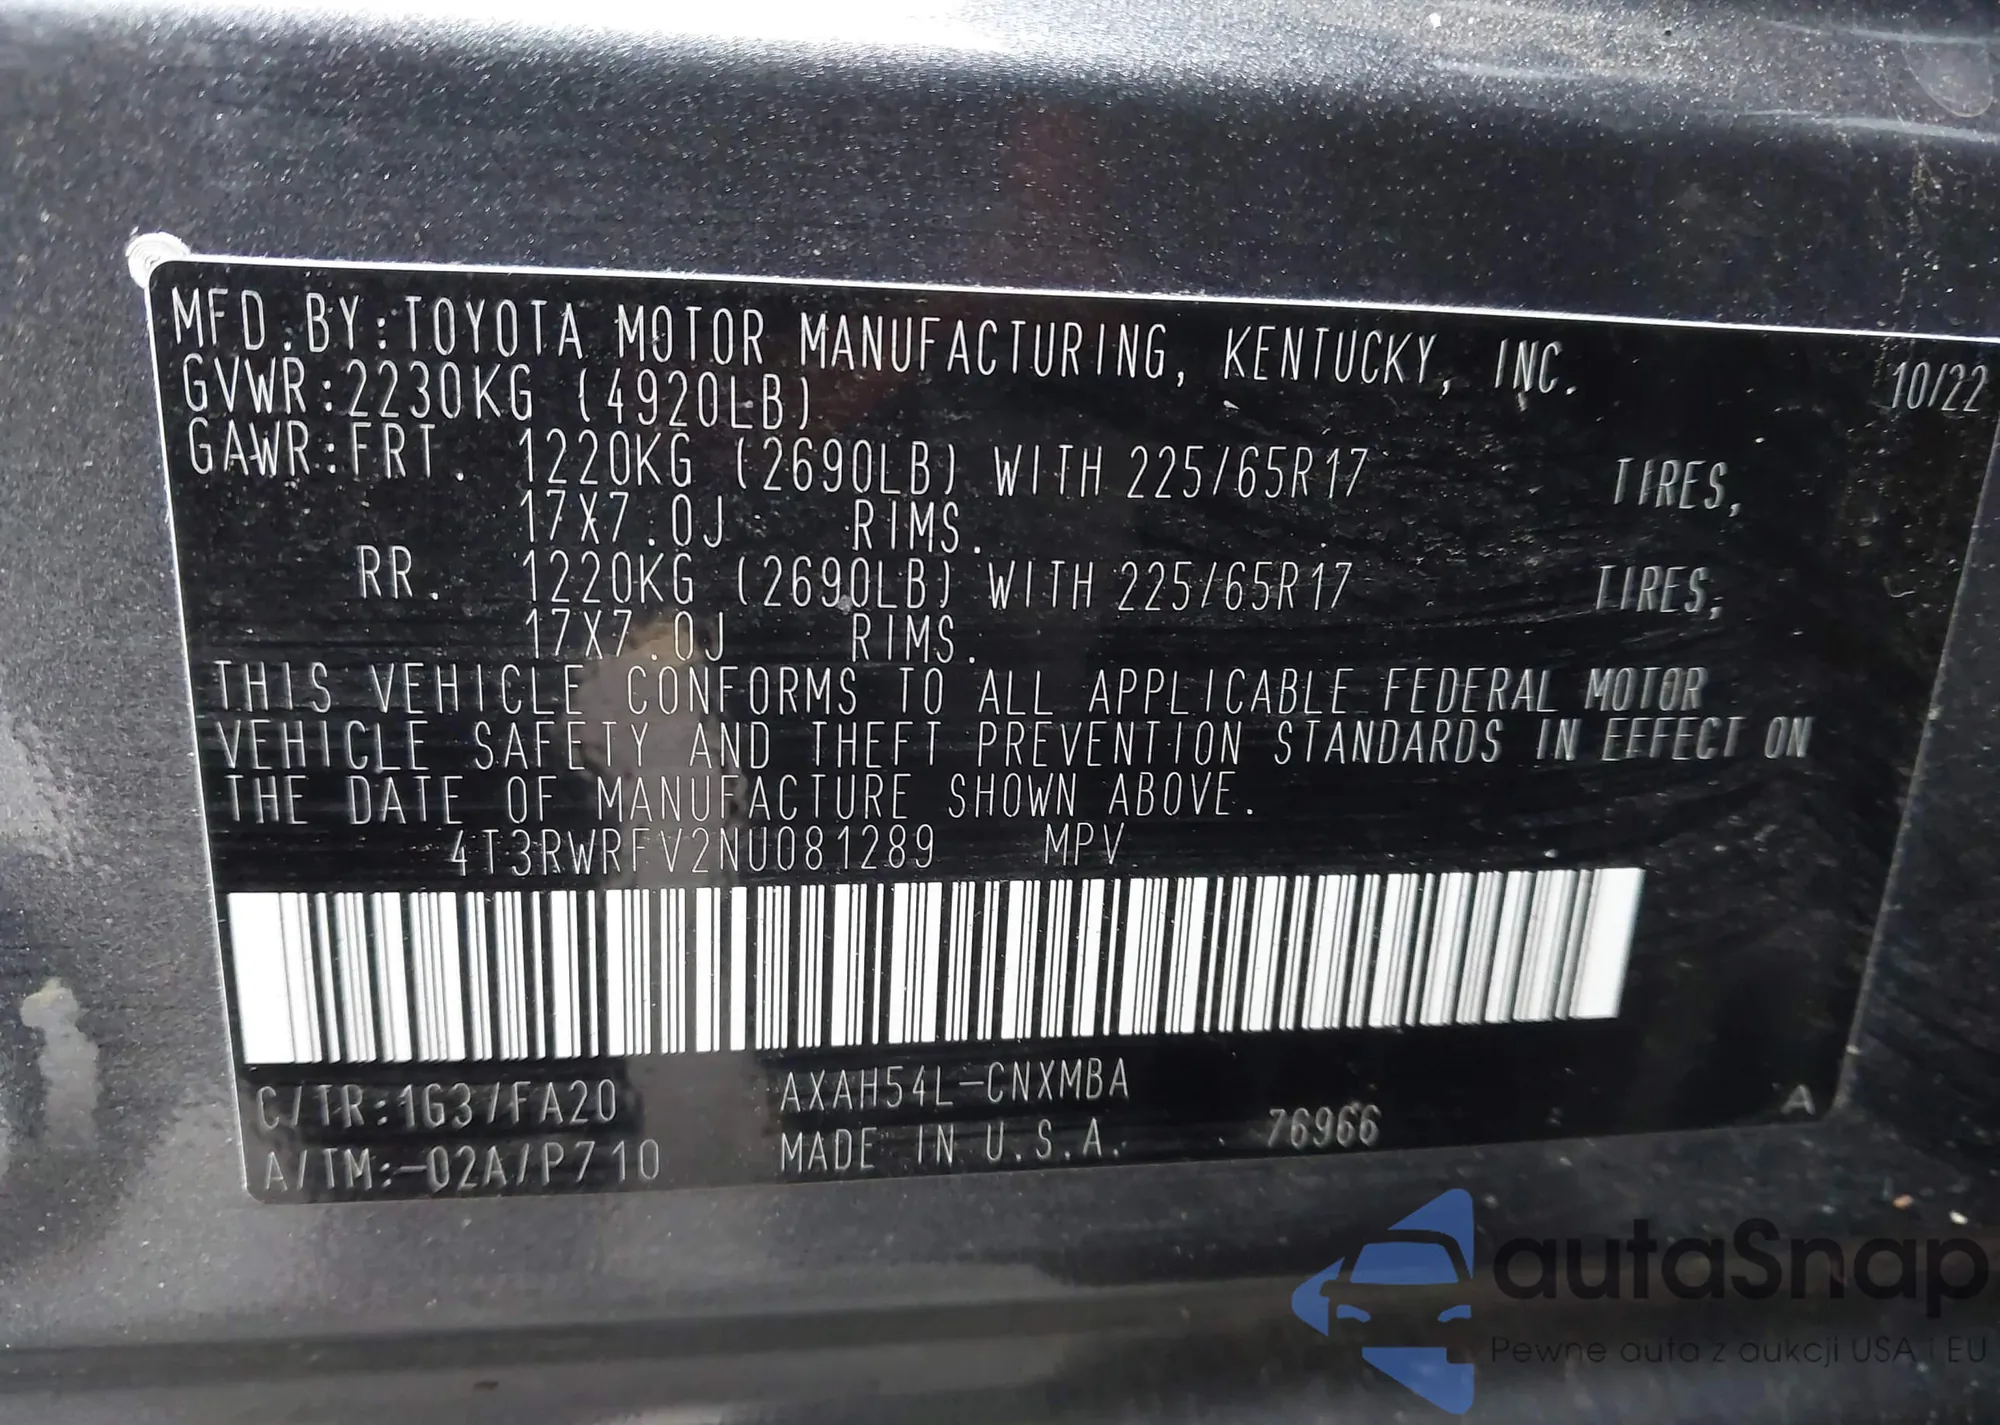 MFD.BY:TOYOTA MOTOR MANUFACTURING, KENTUCKY, INC. 10/22
GVWR:2230KG (4920LB)
GAWR:FRT. 1220KG (2690LB) WITH 225/65R17 TIRES,
17X7.0J RIMS.
RR. 1220KG (2690LB) WITH 225/65R17 TIRES,
17X7.0J RIMS.
THIS VEHICLE CONFORMS TO ALL APPLICABLE FEDERAL MOTOR
VEHICLE SAFETY AND THEFT PREVENTION STANDARDS IN EFFECT ON
THE DATE OF MANUFACTURE SHOWN ABOVE.
4T3RWRFV2NU081289 MPV
C/TR:1G3/FA20 AXAH54L-CNXMBA
A/TM:-02A/P710 MADE IN U.S.A. 76966 A
autaSnap
Pewne auta z aukcji USA i EU